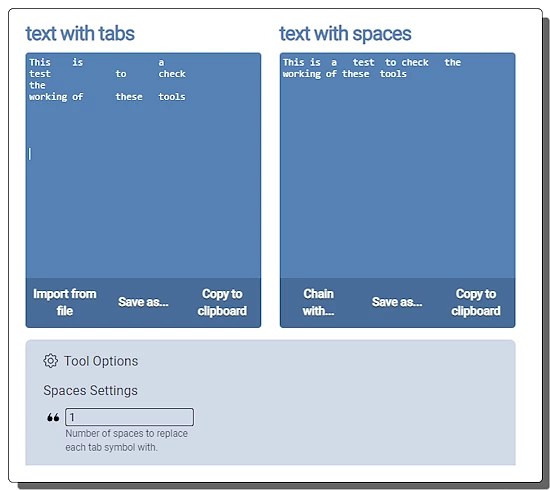 text with tabs
This is a
test to check
the
working of these tools
Import from
file
Save as...
Copy to
clipboard
text with spaces
This is a test to check the
working of these tools
Chain
with...
Save as...
Copy to
clipboard
Tool Options
Spaces Settings
1
Number of spaces to replace
each tab symbol with.